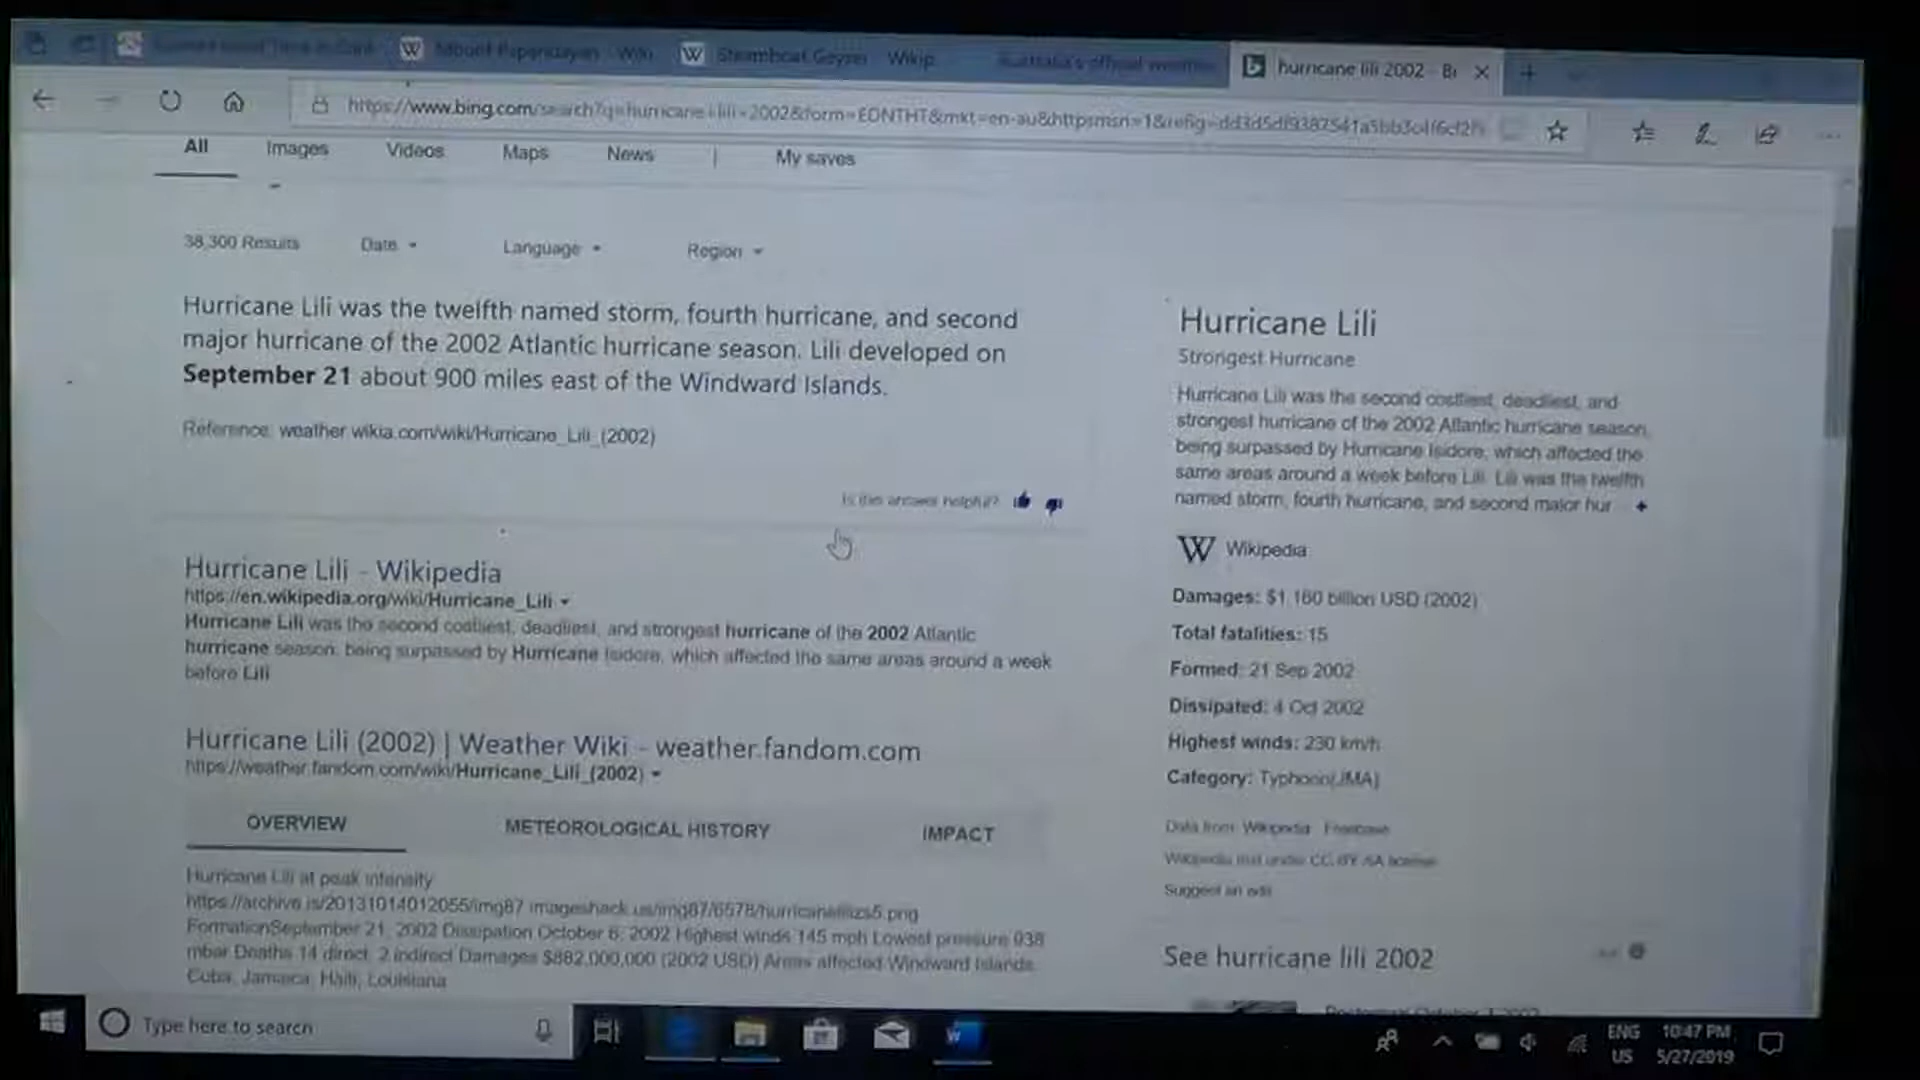 Mount Papandayan - Wiki
Steamboat Geyser - Wikip
Australia's official weather
hurricane lili 2002 - Bi
https://www.bing.com/search?q=hurricane+lili+2002&form=EDNTHT&mkt=en-au&httpsmsn=1&refig=
All Images Videos Maps News | My saves
38,300 Results Date Language Region
Hurricane Lili was the twelfth named storm, fourth hurricane, and second
major hurricane of the 2002 Atlantic hurricane season. Lili developed on
September 21 about 900 miles east of the Windward Islands.
Reference: weather.wikia.com/wiki/Hurricane_Lili_(2002)
Is this answer helpful?
Hurricane Lili - Wikipedia
https://en.wikipedia.org/wiki/Hurricane_Lili
Hurricane Lili was the second costliest, deadliest, and strongest hurricane of the 2002 Atlantic
hurricane season, being surpassed by Hurricane Isidore, which affected the same areas around a week
before Lili
Hurricane Lili (2002) | Weather Wiki - weather.fandom.com
https://weather.fandom.com/wiki/Hurricane_Lili_(2002)
OVERVIEW METEOROLOGICAL HISTORY IMPACT
Hurricane Lili at peak intensity
https://archive.is/20131014012055/img87.imageshack.us/img87/6578/hurricanelilizs5.png
FormationSeptember 21, 2002 Dissipation October 6, 2002 Highest winds 145 mph Lowest pressure 938
mbar Deaths 14 direct, 2 indirect Damages $882,000,000 (2002 USD) Areas affected Windward Islands,
Cuba, Jamaica, Haiti, Louisiana
Hurricane Lili
Strongest Hurricane
Hurricane Lili was the second costliest, deadliest, and
strongest hurricane of the 2002 Atlantic hurricane season,
being surpassed by Hurricane Isidore, which affected the
same areas around a week before Lili. Lili was the twelfth
named storm, fourth hurricane, and second major hur +
W Wikipedia
Damages: $1.160 billion USD (2002)
Total fatalities: 15
Formed: 21 Sep 2002
Dissipated: 4 Oct 2002
Highest winds: 230 km/h
Category: Typhoon(JMA)
Data from: Wikipedia · Freebase
Wikipedia text under CC-BY-SA license
Suggest an edit
See hurricane lili 2002
Type here to search
ENG 10:47 PM
US 5/27/2019